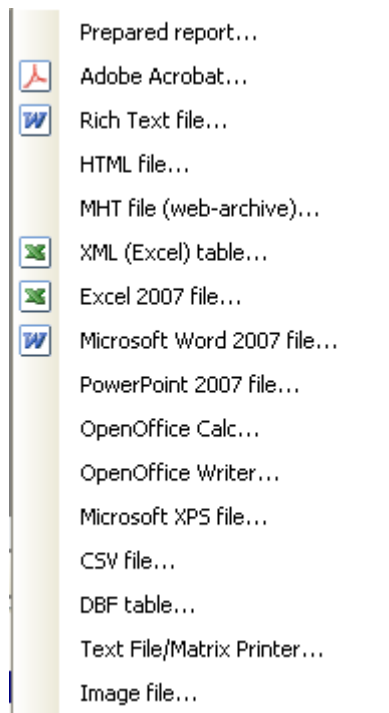 Prepared report...
Adobe Acrobat...
Rich Text file...
HTML file...
MHT file (web-archive)...
XML (Excel) table...
Excel 2007 file...
Microsoft Word 2007 file...
PowerPoint 2007 file...
OpenOffice Calc...
OpenOffice Writer...
Microsoft XPS file...
CSV file...
DBF table...
Text File/Matrix Printer...
Image file...